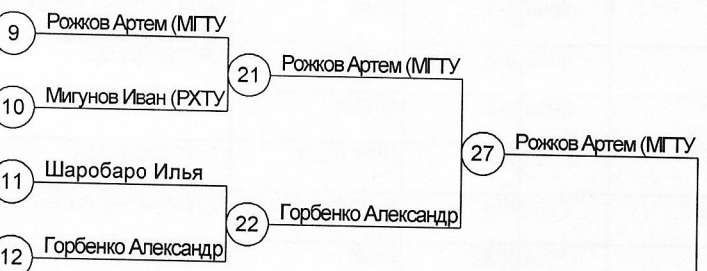 9 Рожков Артем (МГТУ
21 Рожков Артем (МГТУ
10 Мигунов Иван (РХТУ
27 Рожков Артем (МГТУ
11 Шаробаро Илья
22 Горбенко Александр
12 Горбенко Александр